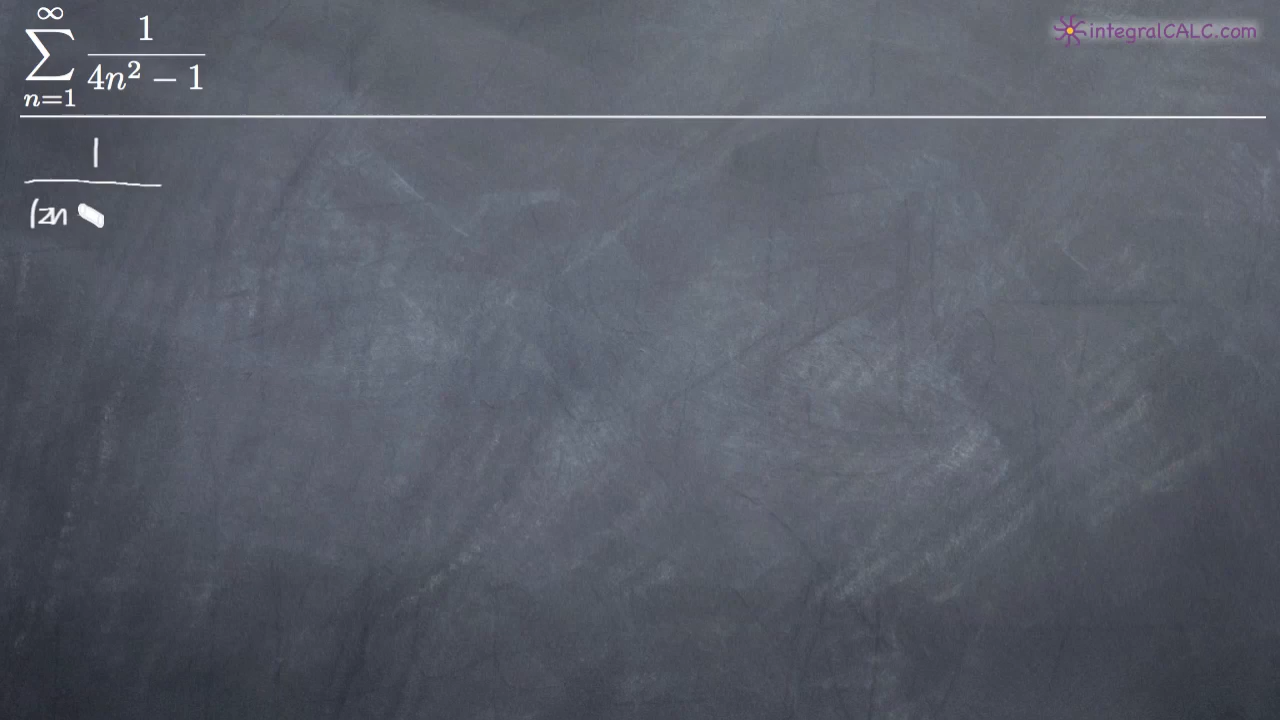 ∞
∑ 1/(4n² − 1)
n=1
integralCALC.com
1
(2n